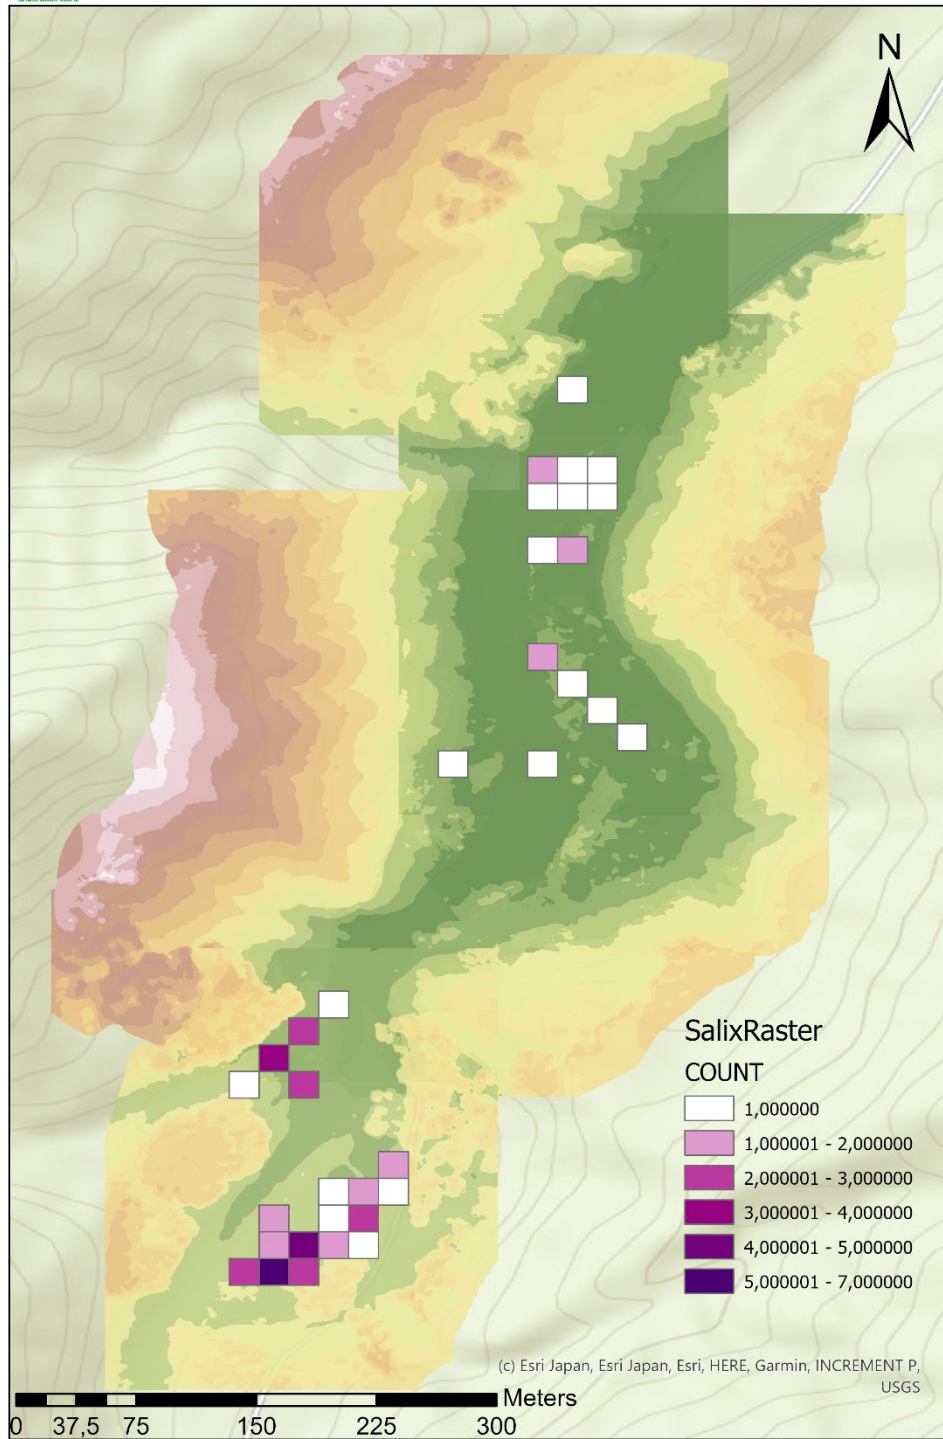 N
SalixRaster
COUNT
1,000000
1,000001 - 2,000000
2,000001 - 3,000000
3,000001 - 4,000000
4,000001 - 5,000000
5,000001 - 7,000000
(c) Esri Japan, Esri Japan, Esri, HERE, Garmin, INCREMENT P,
USGS
Meters
0 37,5 75 150 225 300